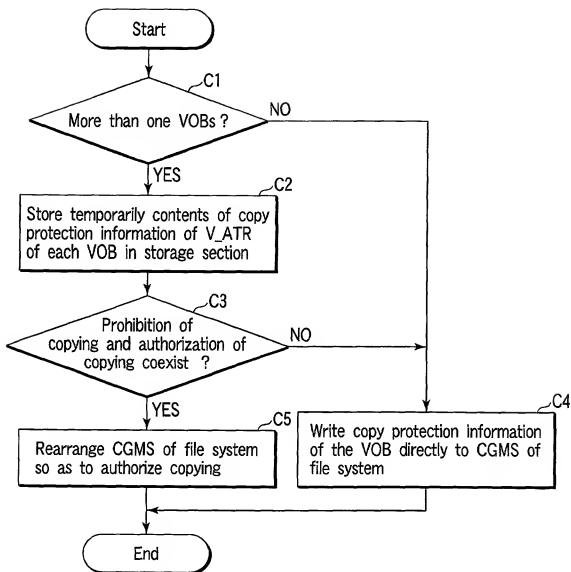 Start
C1
More than one VOBs ?
NO
YES
C2
Store temporarily contents of copy
protection information of V_ATR
of each VOB in storage section
C3
Prohibition of
copying and authorization of
copying coexist ?
NO
YES
C5
Rearrange CGMS of file system
so as to authorize copying
C4
Write copy protection information
of the VOB directly to CGMS of
file system
End